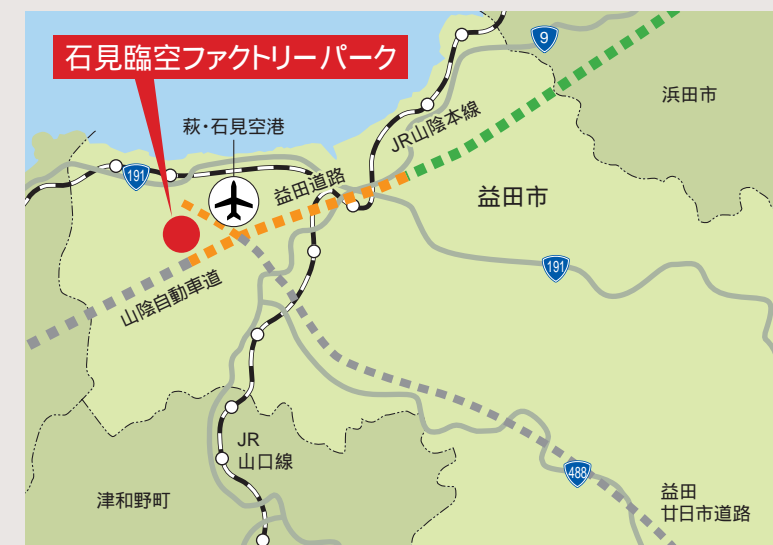 9
石見臨空ファクトリーパーク
浜田市
萩・石見空港
JR山陰本線
191
益田道路
益田市
191
山陰自動車道
JR
山口線
488
津和野町
益田
廿日市道路